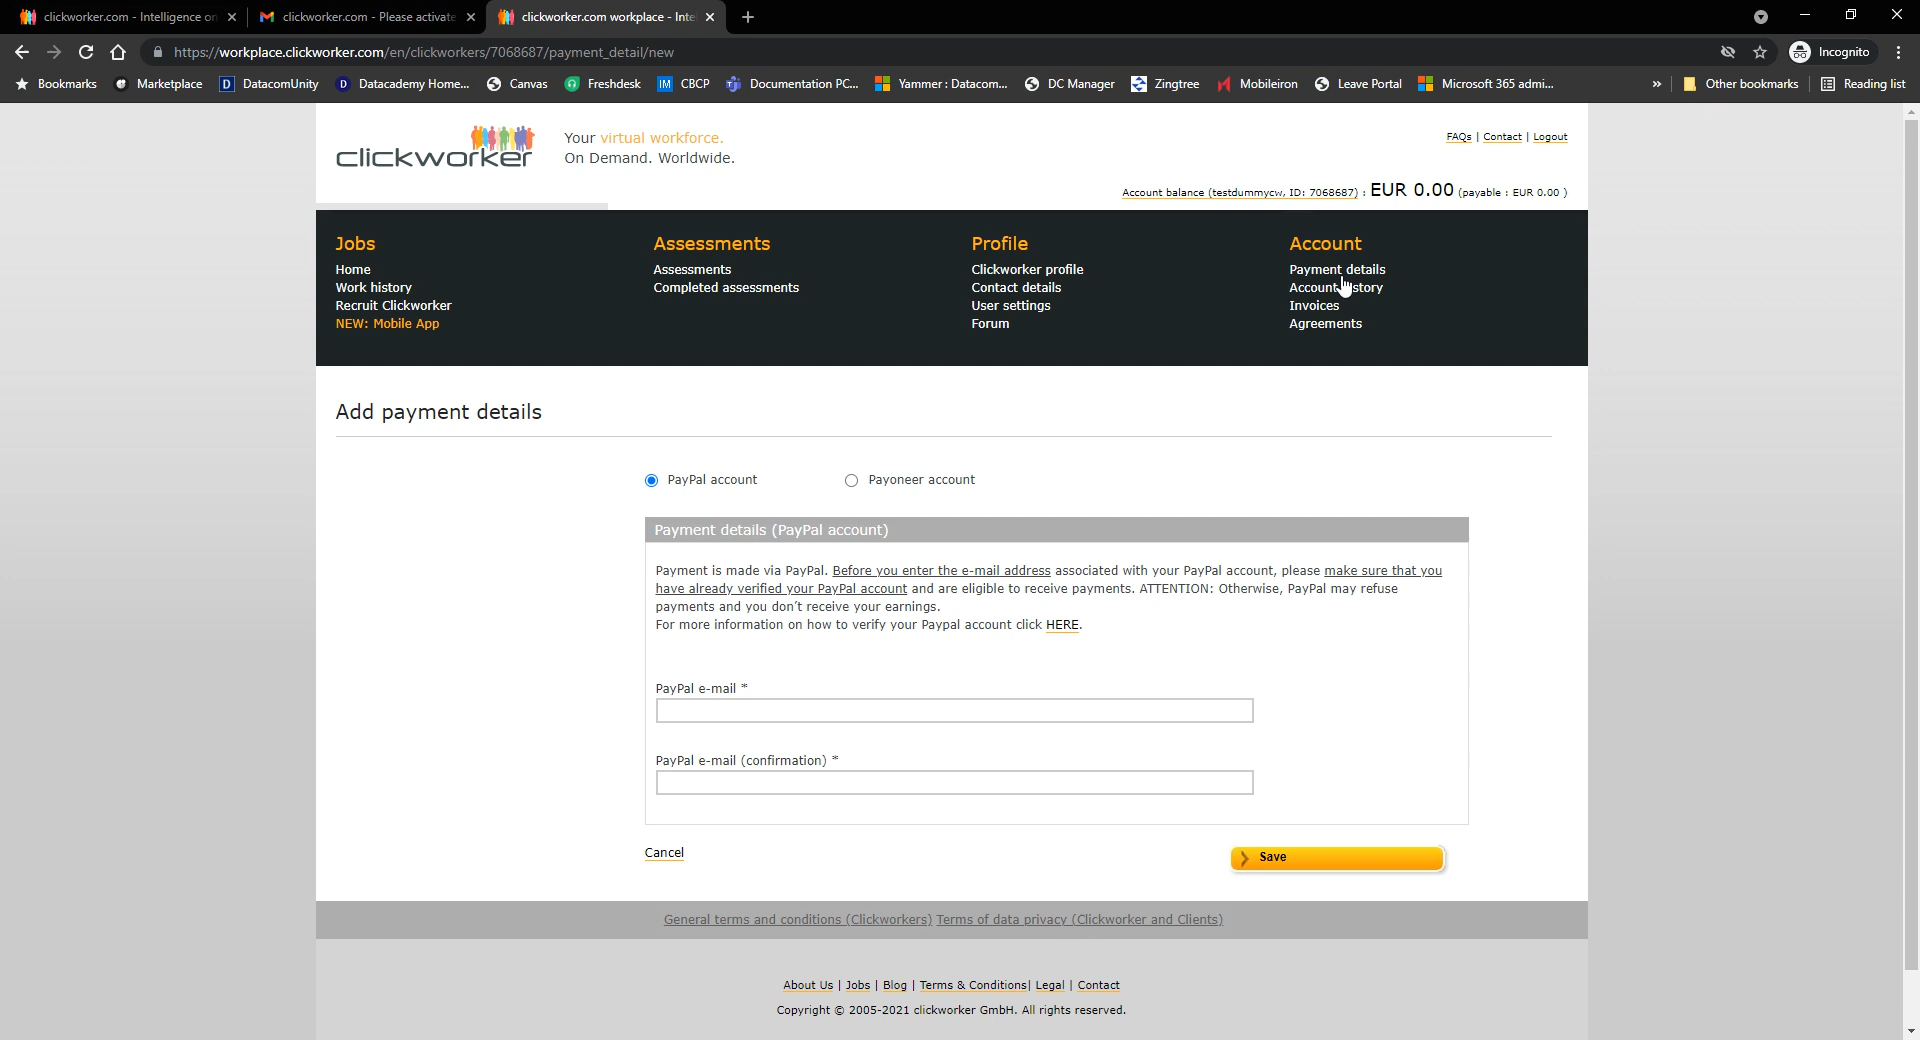 clickworker.com - Intelligence on
clickworker.com - Please activate
clickworker.com workplace - Inte
https://workplace.clickworker.com/en/clickworkers/7068687/payment_detail/new
Incognito
Bookmarks
Marketplace
DatacomUnity
Datacademy Home...
Canvas
Freshdesk
CBCP
Documentation PC...
Yammer : Datacom...
DC Manager
Zingtree
Mobileiron
Leave Portal
Microsoft 365 admi...
»
Other bookmarks
Reading list
clickworker
Your virtual workforce.
On Demand. Worldwide.
FAQs | Contact | Logout
Account balance (testdummycw, ID: 7068687) : EUR 0.00 (payable : EUR 0.00 )
Jobs
Home
Work history
Recruit Clickworker
NEW: Mobile App
Assessments
Assessments
Completed assessments
Profile
Clickworker profile
Contact details
User settings
Forum
Account
Payment details
Account story
Invoices
Agreements
Add payment details
PayPal account
Payoneer account
Payment details (PayPal account)
Payment is made via PayPal. Before you enter the e-mail address associated with your PayPal account, please make sure that you
have already verified your PayPal account and are eligible to receive payments. ATTENTION: Otherwise, PayPal may refuse
payments and you don't receive your earnings.
For more information on how to verify your Paypal account click HERE.
PayPal e-mail *
PayPal e-mail (confirmation) *
Cancel
Save
General terms and conditions (Clickworkers) Terms of data privacy (Clickworker and Clients)
About Us | Jobs | Blog | Terms & Conditions| Legal | Contact
Copyright © 2005-2021 clickworker GmbH. All rights reserved.